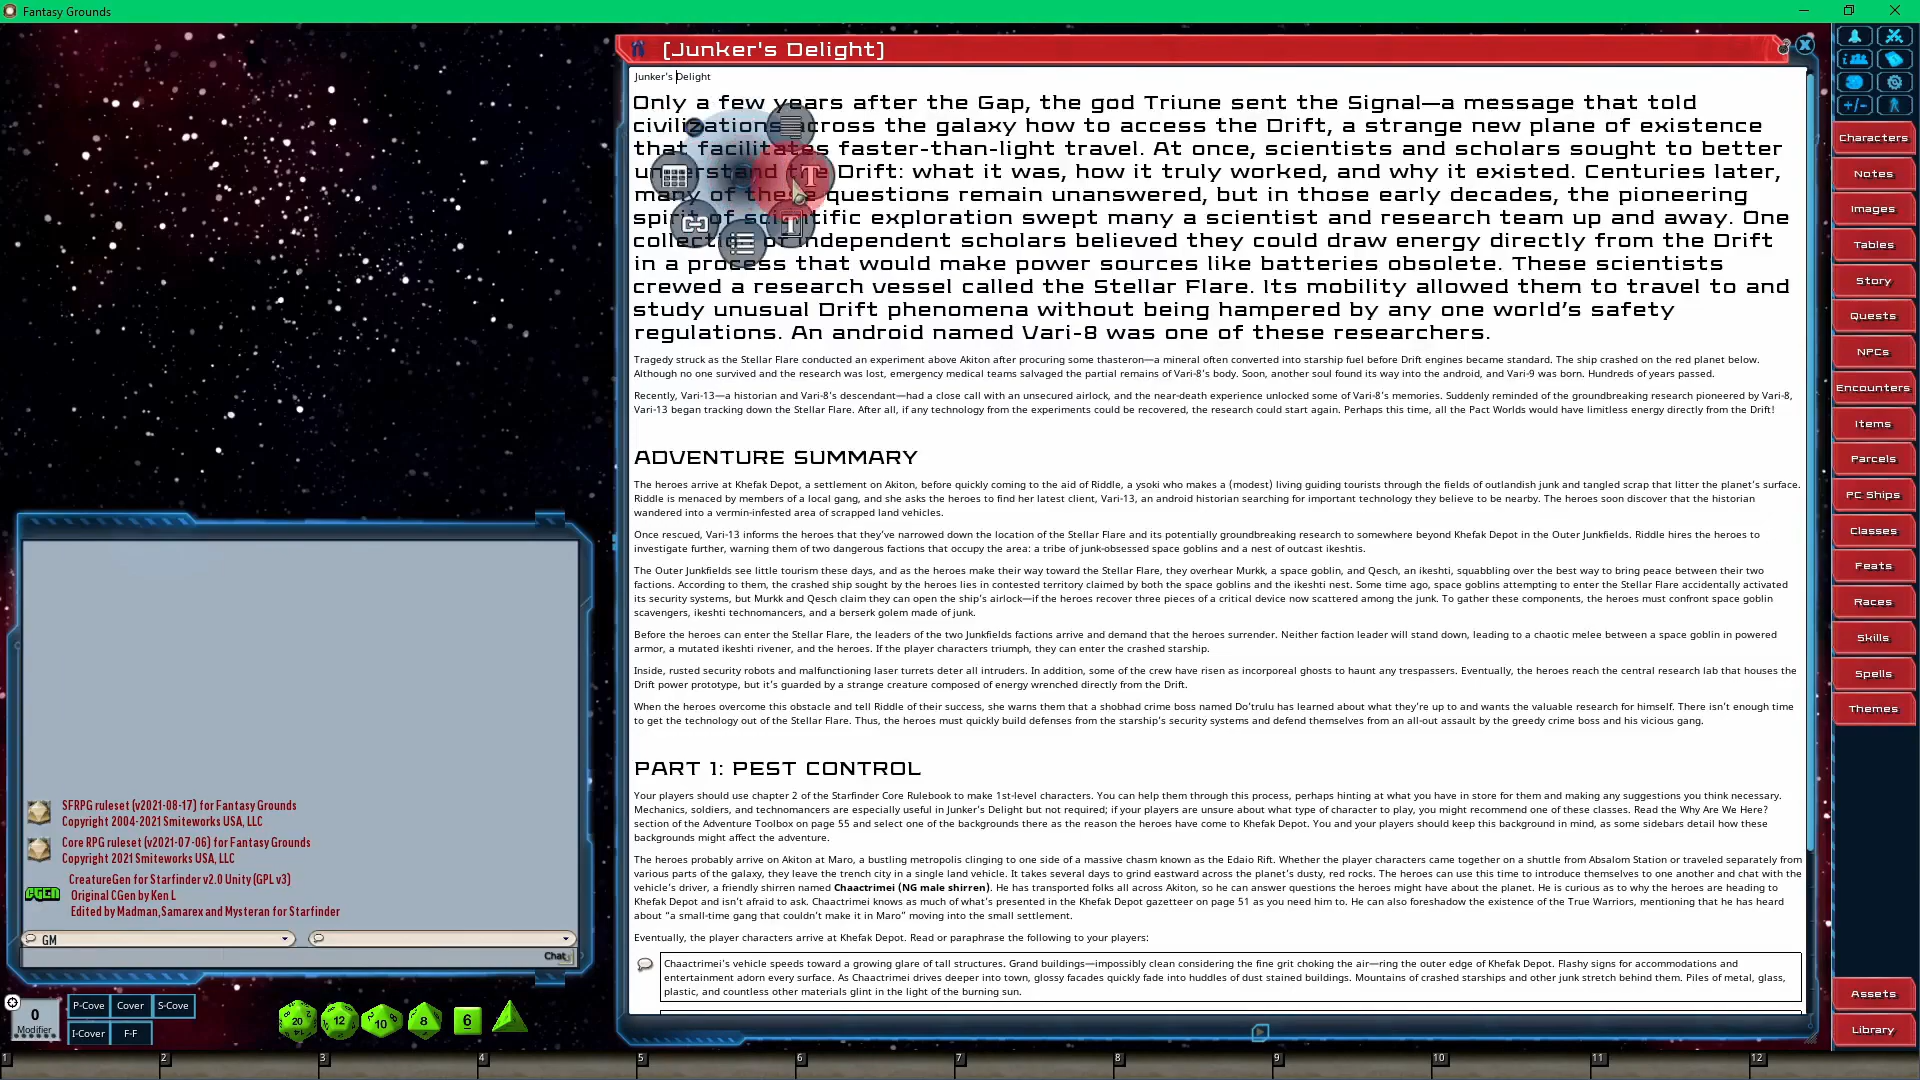 Fantasy Grounds
[Junker's Delight]
Junker's Delight
Only a few years after the Gap, the god Triune sent the Signal—a message that told
civilizations across the galaxy how to access the Drift, a strange new plane of existence
that facilitates faster-than-light travel. At once, scientists and scholars sought to better
understand the Drift: what it was, how it truly worked, and why it existed. Centuries later,
many of these questions remain unanswered, but in those early decades, the pioneering
spirit of scientific exploration swept many a scientist and research team up and away. One
collection of independent scholars believed they could draw energy directly from the Drift
in a process that would make power sources like batteries obsolete. These scientists
crewed a research vessel called the Stellar Flare. Its mobility allowed them to travel to and
study unusual Drift phenomena without being hampered by any one world’s safety
regulations. An android named Vari-8 was one of these researchers.
Tragedy struck as the Stellar Flare conducted an experiment above Akiton after procuring some thasteron—a mineral often converted into starship fuel before Drift engines became standard. The ship crashed on the red planet below.
Although no one survived and the research was lost, emergency medical teams salvaged the partial remains of Vari-8’s body. Soon, another soul found its way into the android, and Vari-9 was born. Hundreds of years passed.
Recently, Vari-13—a historian and Vari-8’s descendant—had a close call with an unsecured airlock, and the near-death experience unlocked some of Vari-8’s memories. Suddenly reminded of the groundbreaking research pioneered by Vari-8,
Vari-13 began tracking down the Stellar Flare. After all, if any technology from the experiments could be recovered, the research could start again. Perhaps this time, all the Pact Worlds would have limitless energy directly from the Drift!
ADVENTURE SUMMARY
The heroes arrive at Khefak Depot, a settlement on Akiton, before quickly coming to the aid of Riddle, a ysoki who makes a (modest) living guiding tourists through the fields of outlandish junk and tangled scrap that litter the planet’s surface.
Riddle is menaced by members of a local gang, and she asks the heroes to find her latest client, Vari-13, an android historian searching for important technology they believe to be nearby. The heroes soon discover that the historian
wandered into a vermin-infested area of scrapped land vehicles.
Once rescued, Vari-13 informs the heroes that they’ve narrowed down the location of the Stellar Flare and its potentially groundbreaking research to somewhere beyond Khefak Depot in the Outer Junkfields. Riddle hires the heroes to
investigate further, warning them of two dangerous factions that occupy the area: a tribe of junk-obsessed space goblins and a nest of outcast ikeshtis.
The Outer Junkfields see little tourism these days, and as the heroes make their way toward the Stellar Flare, they overhear Murkk, a space goblin, and Qesch, an ikeshti, squabbling over the best way to bring peace between their two
factions. According to them, the crashed ship sought by the heroes lies in contested territory claimed by both the space goblins and the ikeshti nest. Some time ago, space goblins attempting to enter the Stellar Flare accidentally activated
its security systems, but Murkk and Qesch claim they can open the ship’s airlock—if the heroes recover three pieces of a critical device now scattered among the junk. To gather these components, the heroes must confront space goblin
scavengers, ikeshti technomancers, and a berserk golem made of junk.
Before the heroes can enter the Stellar Flare, the leaders of the two Junkfields factions arrive and demand that the heroes surrender. Neither faction leader will stand down, leading to a chaotic melee between a space goblin in powered
armor, a mutated ikeshti rivener, and the heroes. If the player characters triumph, they can enter the crashed starship.
Inside, rusted security robots and malfunctioning laser turrets deter all intruders. In addition, some of the crew have risen as incorporeal ghosts to haunt any trespassers. Eventually, the heroes reach the central research lab that houses the
Drift power prototype, but it’s guarded by a strange creature composed of energy wrenched directly from the Drift.
When the heroes overcome this obstacle and tell Riddle of their success, she warns them that a shobhad crime boss named Do’trulu has learned about what they’re up to and wants the valuable research for himself. There isn’t enough time
to get the technology out of the Stellar Flare. Thus, the heroes must quickly build defenses from the starship’s security systems and defend themselves from an all-out assault by the greedy crime boss and his vicious gang.
PART 1: PEST CONTROL
Your players should use chapter 2 of the Starfinder Core Rulebook to make 1st-level characters. You can help them through this process, perhaps hinting at what you have in store for them and making any suggestions you think necessary.
Mechanics, soldiers, and technomancers are especially useful in Junker’s Delight but not required; if your players are unsure about what type of character to play, you might recommend one of these classes. Read the Why Are We Here?
section of the Adventure Toolbox on page 55 and select one of the backgrounds there as the reason the heroes have come to Khefak Depot. You and your players should keep this background in mind, as some sidebars detail how these
backgrounds might affect the adventure.
The heroes probably arrive on Akiton at Maro, a bustling metropolis clinging to one side of a massive chasm known as the Edaio Rift. Whether the player characters came together on a shuttle from Absalom Station or traveled separately from
various parts of the galaxy, they leave the trench city in a single land vehicle. It takes several days to grind eastward across the planet’s dusty, red rocks. The heroes can use this time to introduce themselves to one another and chat with the
vehicle’s driver, a friendly shirren named Chaactrimei (NG male shirren). He has transported folks all across Akiton, so he can answer questions the heroes might have about the planet. He is curious as to why the heroes are heading to
Khefak Depot and isn’t afraid to ask. Chaactrimei knows as much of what’s presented in the Khefak Depot gazetteer on page 51 as you need him to. He can also foreshadow the existence of the True Warriors, mentioning that he has heard
about “a small-time gang that couldn’t make it in Maro” moving into the small settlement.
Eventually, the player characters arrive at Khefak Depot. Read or paraphrase the following to your players:
Chaactrimei’s vehicle speeds toward a growing glare of tall structures. Grand buildings—impossibly clean considering the fine grit choking the air—ring the outer edge of Khefak Depot. Flashy signs for accommodations and
entertainment adorn every surface. As Chaactrimei drives deeper into town, glossy facades quickly fade into huddles of dust stained buildings. Mountains of crashed starships and other junk stretch behind them. Piles of metal, glass,
plastic, and countless other materials glint in the light of the burning sun.
Characters
Notes
Images
Tables
Story
Quests
NPCs
Encounters
Items
Parcels
PC Ships
Classes
Feats
Races
Skills
Spells
Themes
Assets
Library
SFRPG ruleset (v2021-08-17) for Fantasy Grounds
Copyright 2004-2021 Smiteworks USA, LLC
Core RPG ruleset (v2021-07-06) for Fantasy Grounds
Copyright 2021 Smiteworks USA, LLC
CGEN
CreatureGen for Starfinder v2.0 Unity (GPL v3)
Original CGen by Ken L
Edited by Madman,Samarex and Mysteran for Starfinder
GM
Chat
0
Modifier
P-Cove Cover S-Cove
I-Cover F-F
20 12 10 8 6
1 2 3 4 5 6 7 8 9 10 11 12